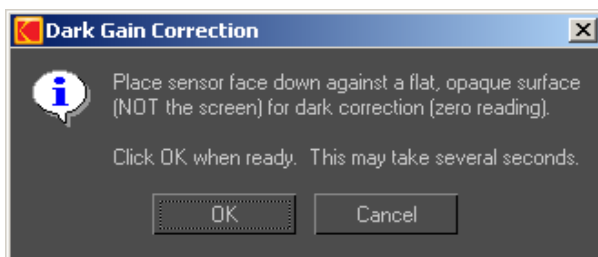 Dark Gain Correction
Place sensor face down against a flat, opaque surface
(NOT the screen) for dark correction (zero reading).
Click OK when ready. This may take several seconds.
OK
Cancel